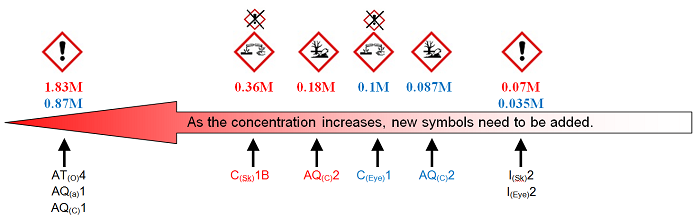 1.83M 0.36M 0.18M 0.1M 0.087M 0.07M
0.87M 0.035M
As the concentration increases, new symbols need to be added.
AT(O)4 C(Sk)1B AQ(C)2 C(Eye)1 AQ(C)2 I(Sk)2
AQ(a)1 I(Eye)2
AQ(C)1